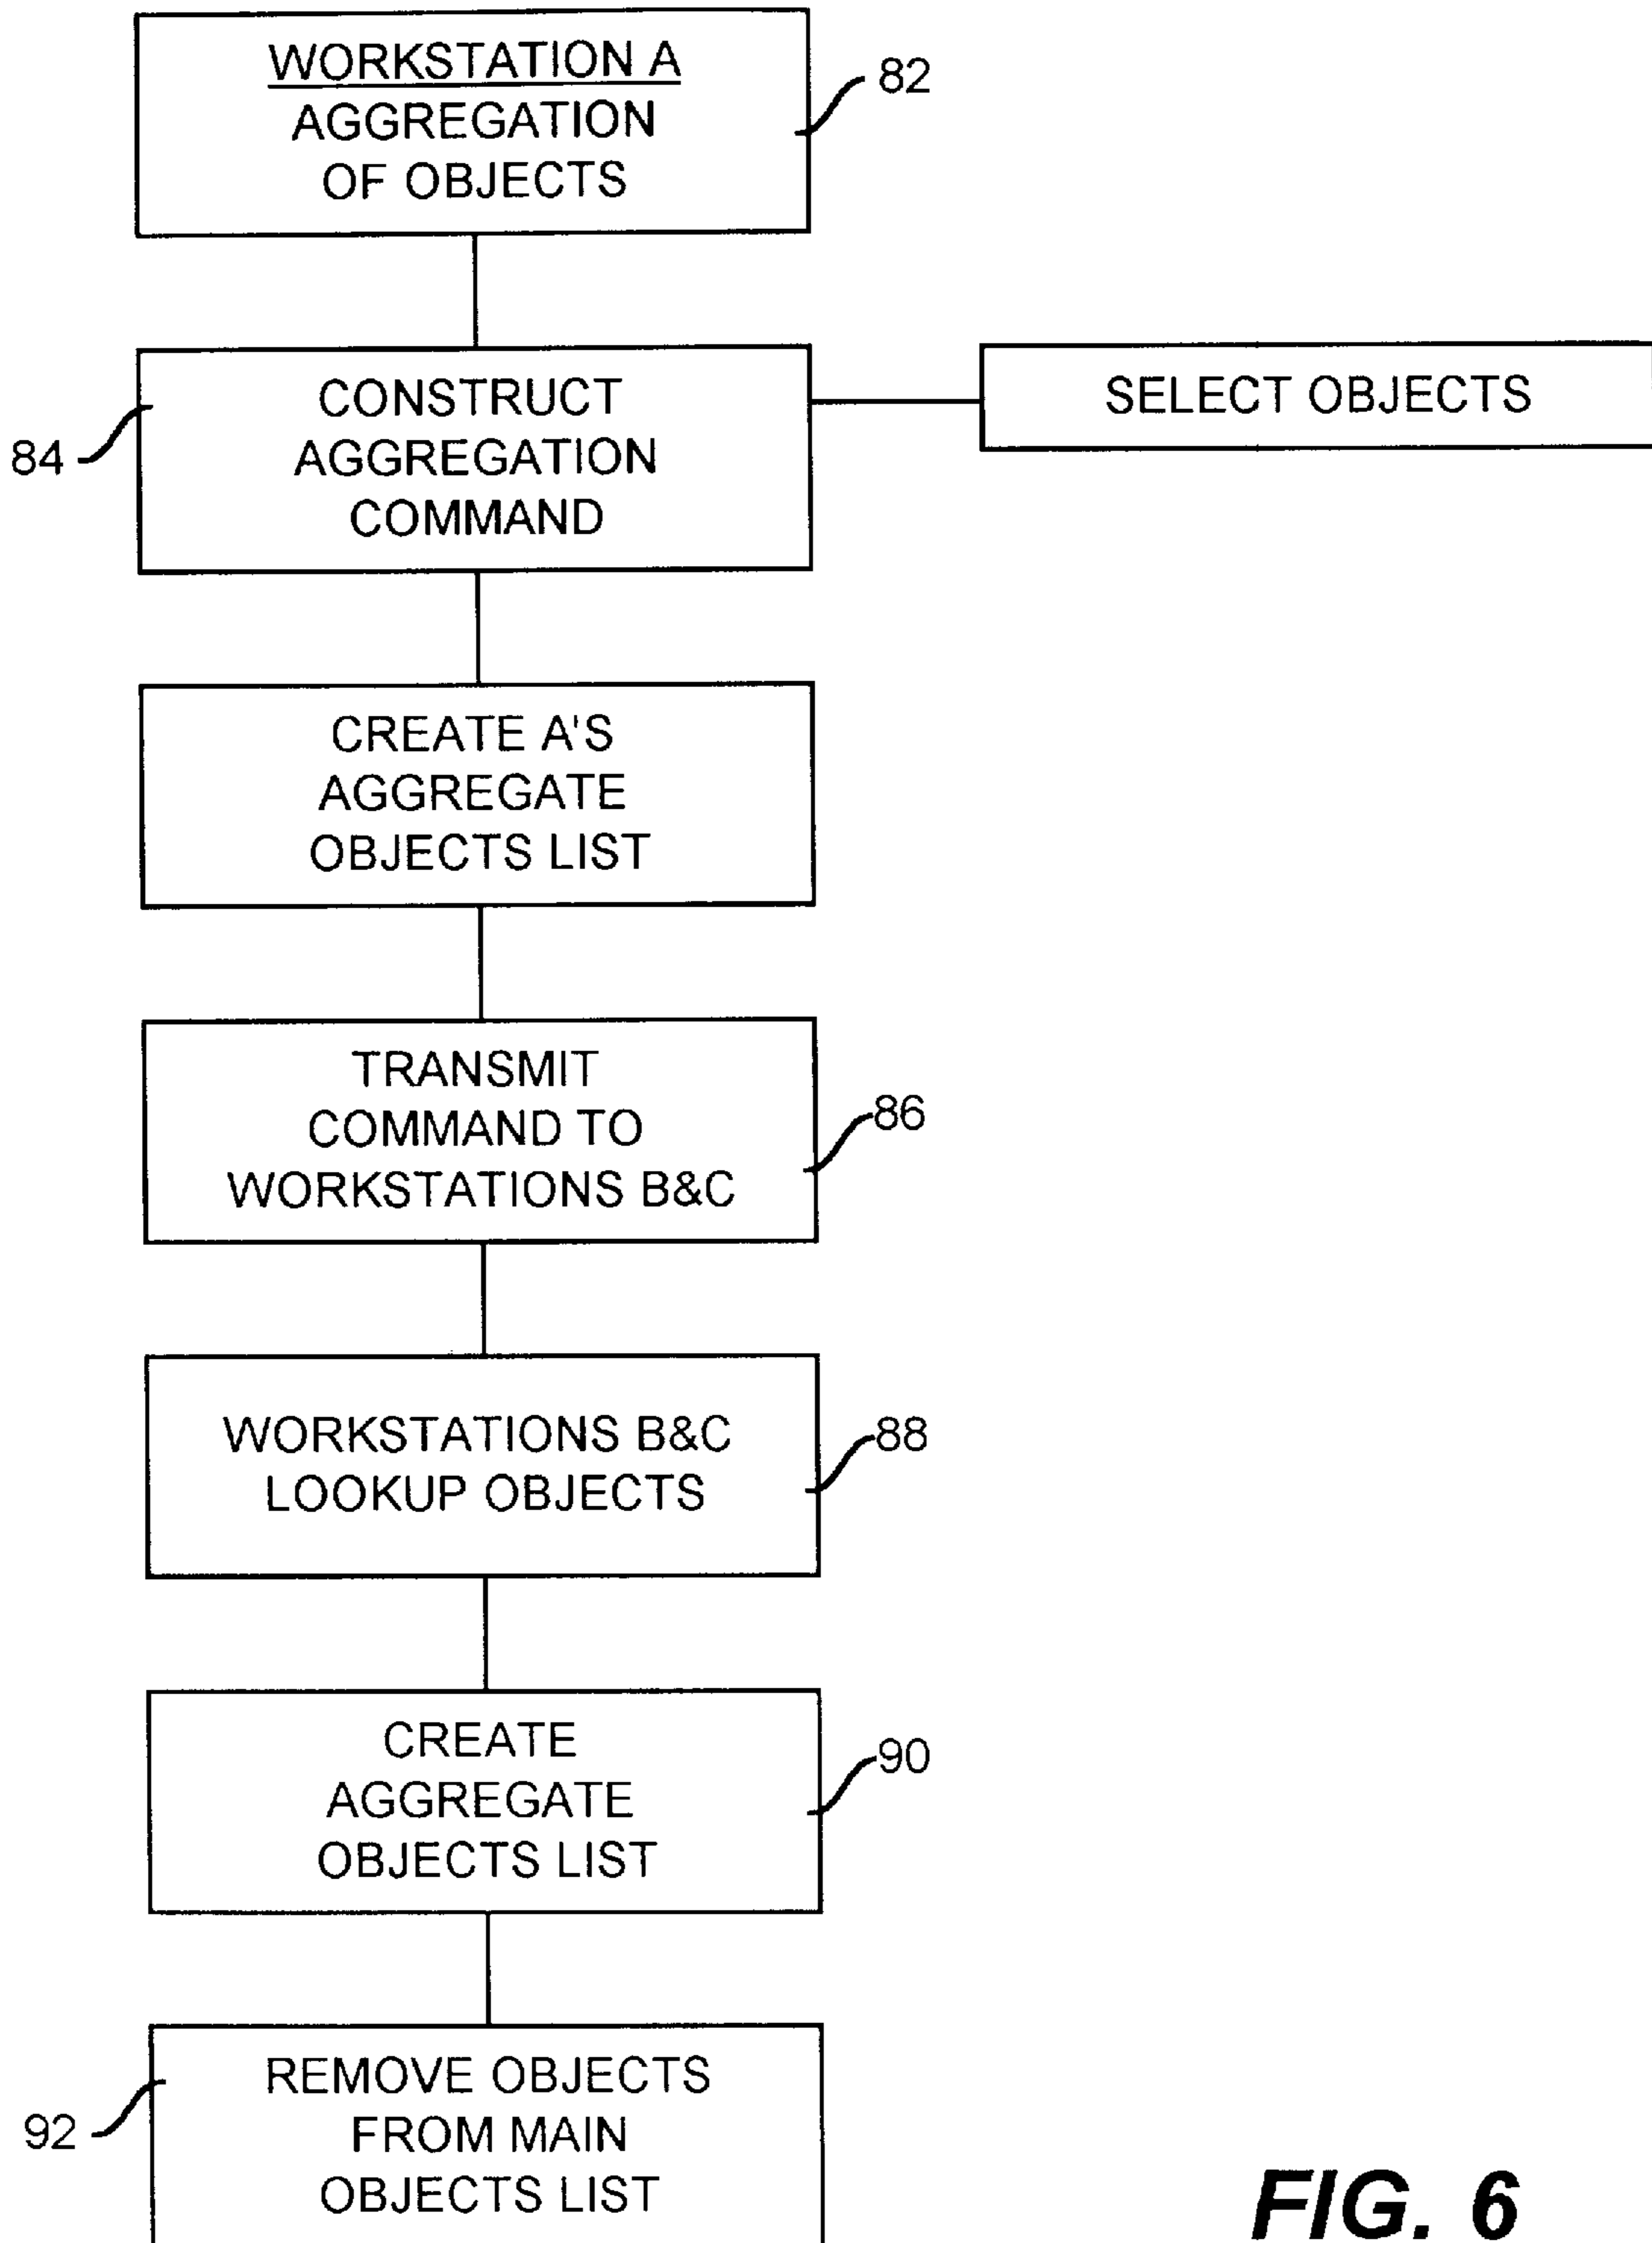 WORKSTATION A
AGGREGATION
OF OBJECTS
82
CONSTRUCT
AGGREGATION
COMMAND
84
SELECT OBJECTS
CREATE A'S
AGGREGATE
OBJECTS LIST
TRANSMIT
COMMAND TO
WORKSTATIONS B&C
86
WORKSTATIONS B&C
LOOKUP OBJECTS
88
CREATE
AGGREGATE
OBJECTS LIST
90
REMOVE OBJECTS
FROM MAIN
OBJECTS LIST
92
FIG. 6